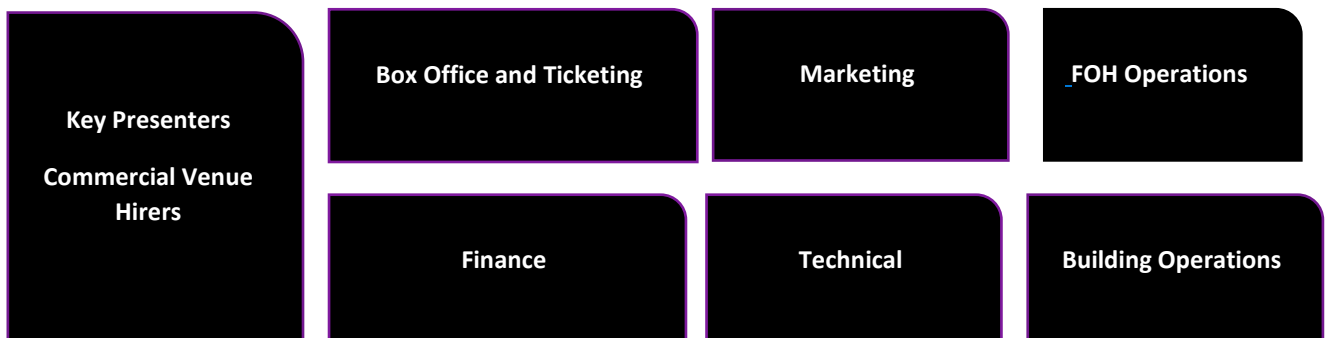 Key Presenters
Commercial Venue
Hirers
Box Office and Ticketing
Marketing
FOH Operations
Finance
Technical
Building Operations